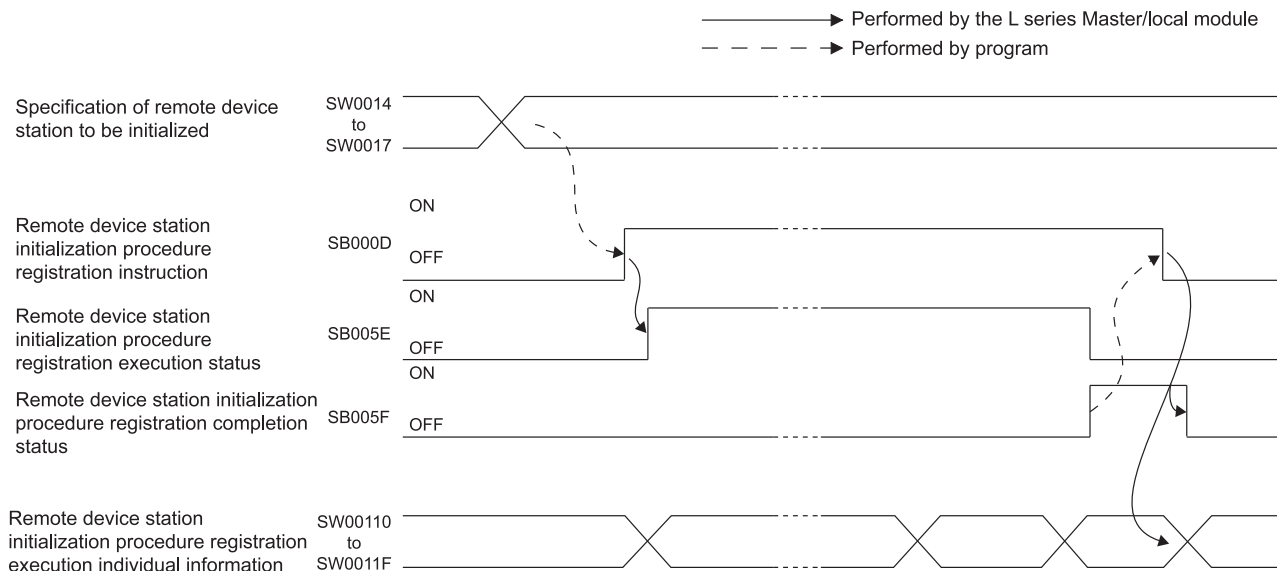 Performed by the L series Master/local module
Performed by program
Specification of remote device
station to be initialized
SW0014
to
SW0017
ON
Remote device station
initialization procedure
registration instruction
SB000D
OFF
ON
Remote device station
initialization procedure
registration execution status
SB005E
OFF
ON
Remote device station initialization
procedure registration completion
status
SB005F
OFF
Remote device station
initialization procedure registration
execution individual information
SW00110
to
SW0011F